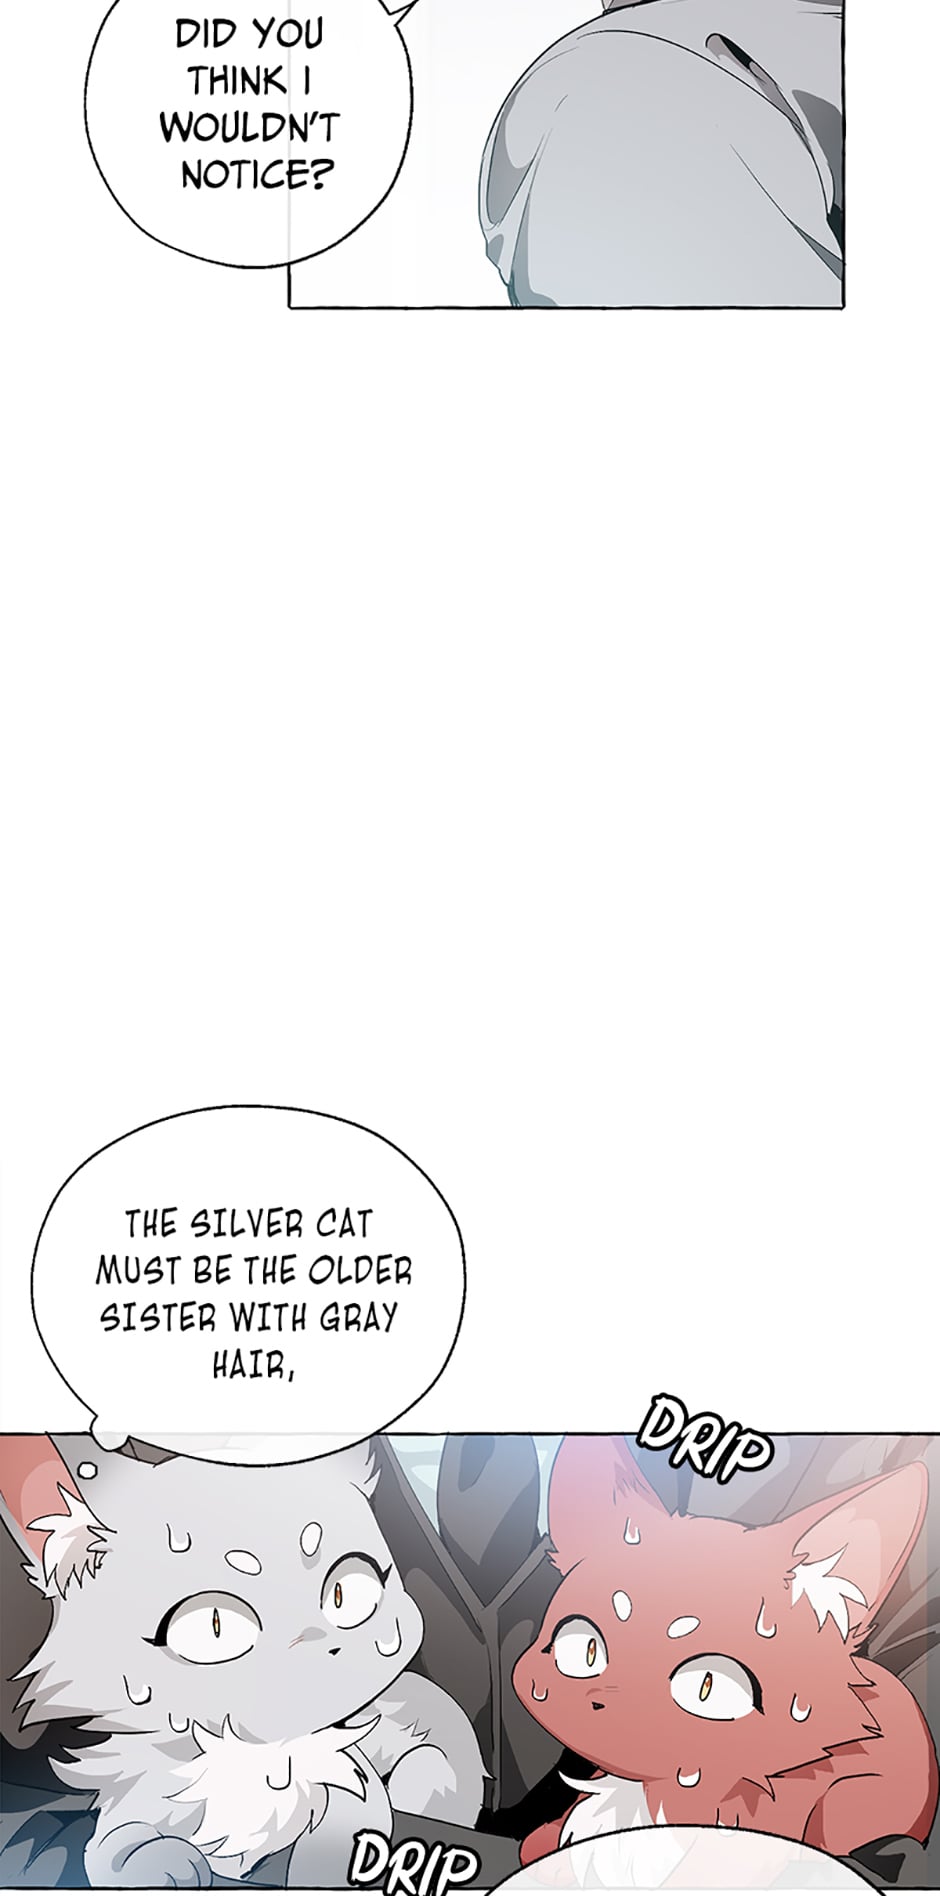 DID YOU
THINK I
WOULDN'T
NOTICE?
THE SILVER CAT
MUST BE THE OLDER
SISTER WITH GRAY
HAIR,
DRIP
DRIP